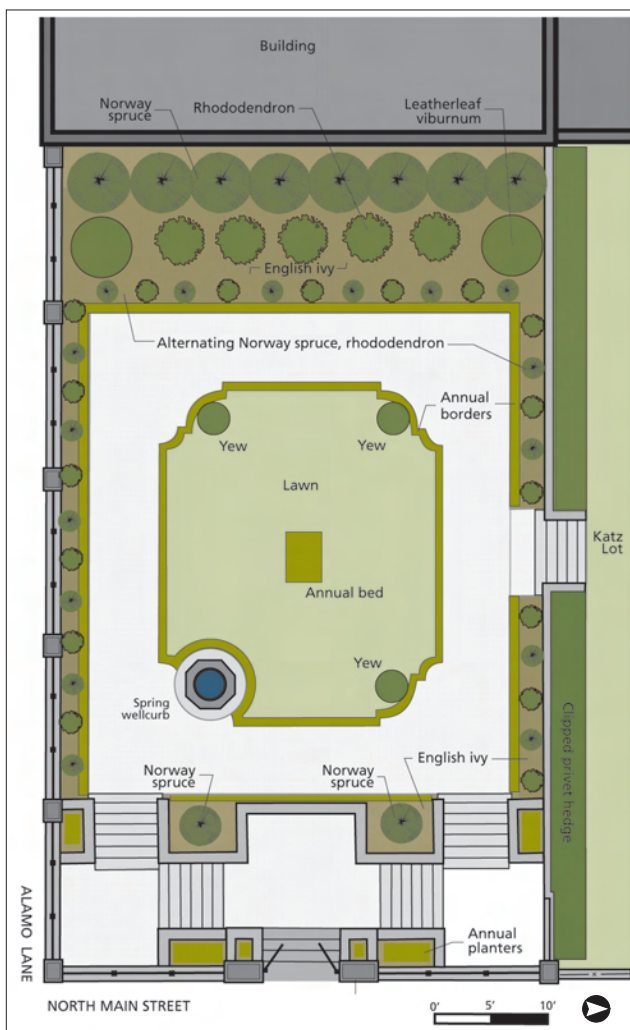 Building
Norway
spruce
Rhododendron
Leatherleaf
viburnum
English ivy
Alternating Norway spruce, rhododendron
Annual
borders
Yew
Yew
Lawn
Katz
Lot
Annual bed
Yew
Spring
wellcurb
Clipped privet hedge
English ivy
Norway
spruce
Norway
spruce
ALAMO LANE
Annual
planters
NORTH MAIN STREET
0' 5' 10'